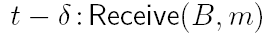 t − δ : Receive(B, m)